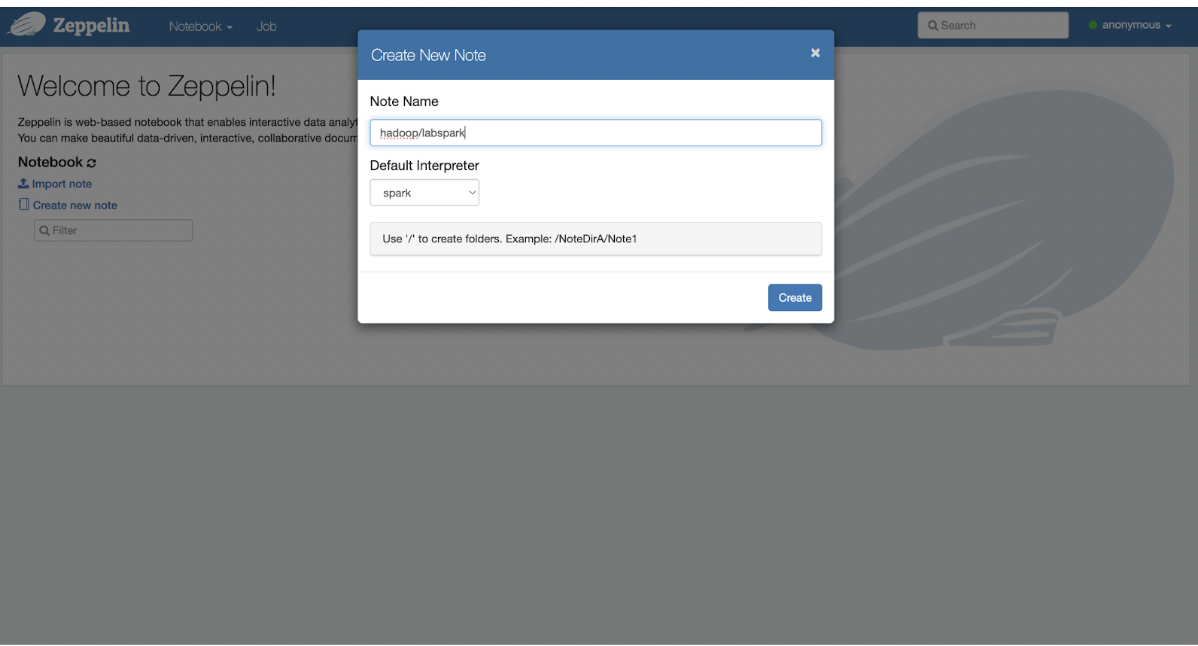 Zeppelin
Notebook
Job
Search
anonymous
Create New Note
×
Note Name
hadoop/labspark
Default Interpreter
spark
Use '/' to create folders. Example: /NoteDirA/Note1
Create
Welcome to Zeppelin!
Zeppelin is web-based notebook that enables interactive data
You can make beautiful data-driven, interactive, collaborative
Notebook
Import note
Create new note
Filter